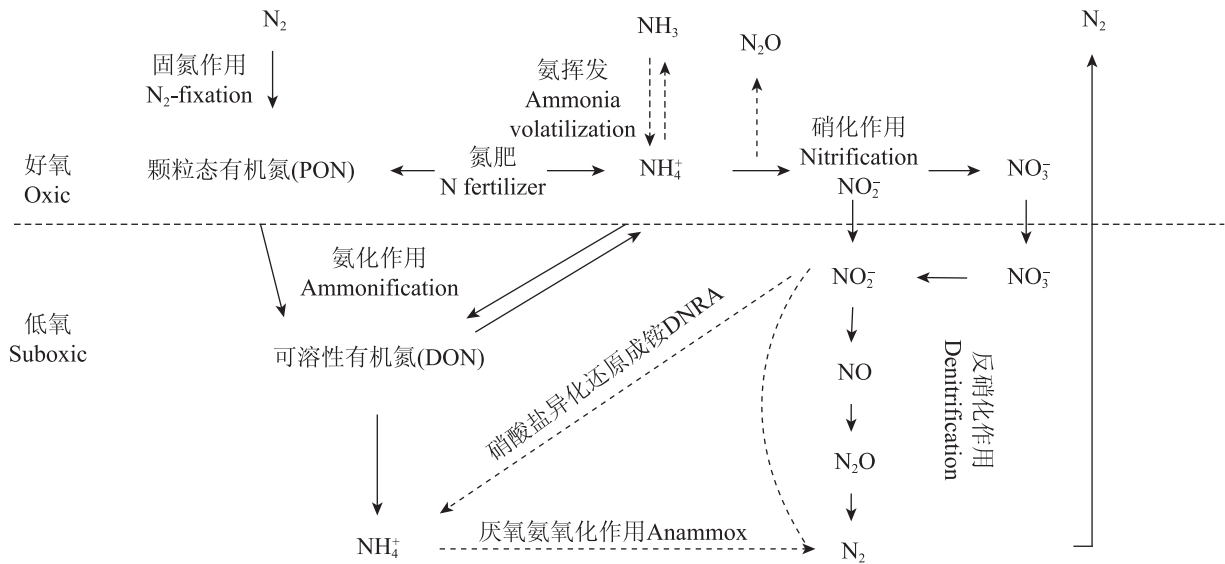 N₂
NH₃
N₂O
N₂
固氮作用
N₂-fixation
氨挥发
Ammonia
volatilization
硝化作用
Nitrification
好氧
Oxic
颗粒态有机氮(PON)
氮肥
N fertilizer
NH₄⁺
NO₂⁻
NO₃⁻
氨化作用
Ammonification
NO₂⁻
NO₃⁻
低氧
Suboxic
可溶性有机氮(DON)
硝酸盐异化还原成铵DNRA
NO
反硝化作用
Denitrification
N₂O
厌氧氨氧化作用Anammox
NH₄⁺
N₂